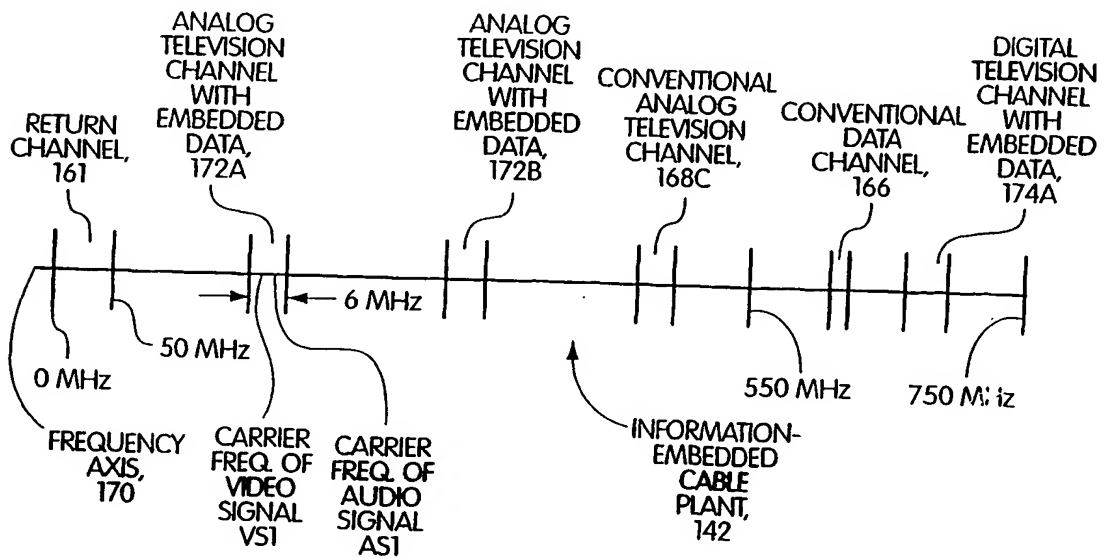 RETURN
CHANNEL,
161
ANALOG
TELEVISION
CHANNEL
WITH
EMBEDDED
DATA,
172A
ANALOG
TELEVISION
CHANNEL
WITH
EMBEDDED
DATA,
172B
CONVENTIONAL
ANALOG
TELEVISION
CHANNEL,
168C
CONVENTIONAL
DATA
CHANNEL,
166
DIGITAL
TELEVISION
CHANNEL
WITH
EMBEDDED
DATA,
174A
6 MHz
50 MHz
0 MHz
550 MHz
750 MHz
FREQUENCY
AXIS,
170
CARRIER
FREQ. OF
VIDEO
SIGNAL
VS1
CARRIER
FREQ. OF
AUDIO
SIGNAL
AS1
INFORMATION-
EMBEDDED
CABLE
PLANT,
142